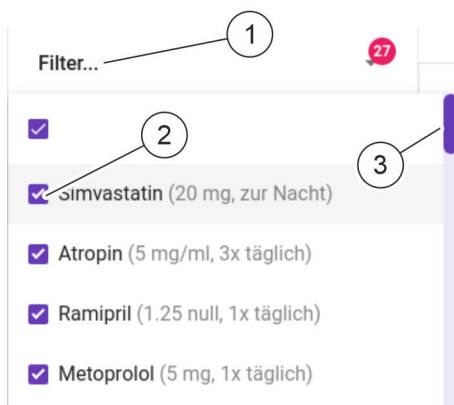 1
Filter...
27
2
3
Simvastatin (20 mg, zur Nacht)
Atropin (5 mg/ml, 3x täglich)
Ramipril (1.25 null, 1x täglich)
Metoprolol (5 mg, 1x täglich)